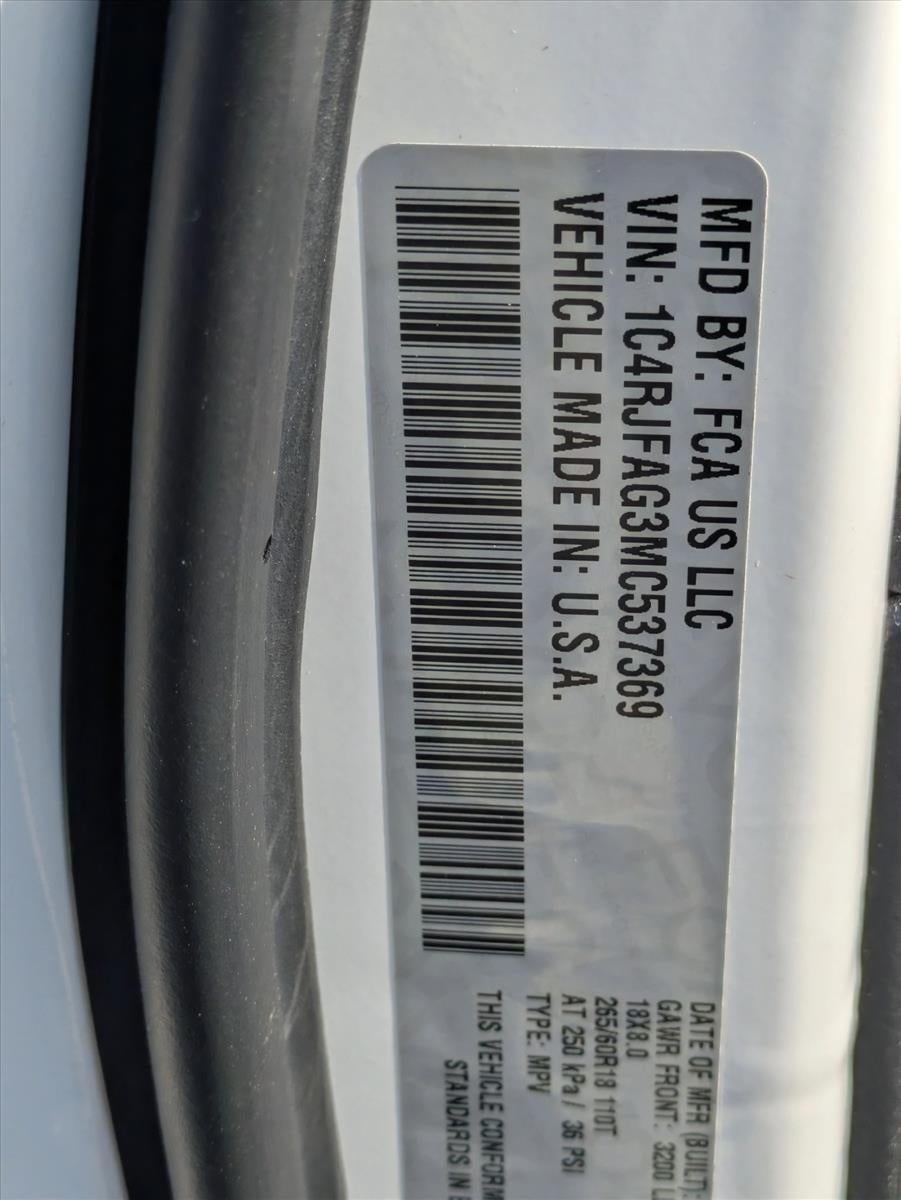 MFD BY: FCA US LLC
VIN: 1C4RJFAG3MC537369
VEHICLE MADE IN: U.S.A.
DATE OF MFR (BUILT):
GAWR FRONT: 3200
18X8.0
265/60R18 110T
AT 250 kPa / 36 PSI
TYPE: MPV
THIS VEHICLE CONFORM
STANDARDS IN